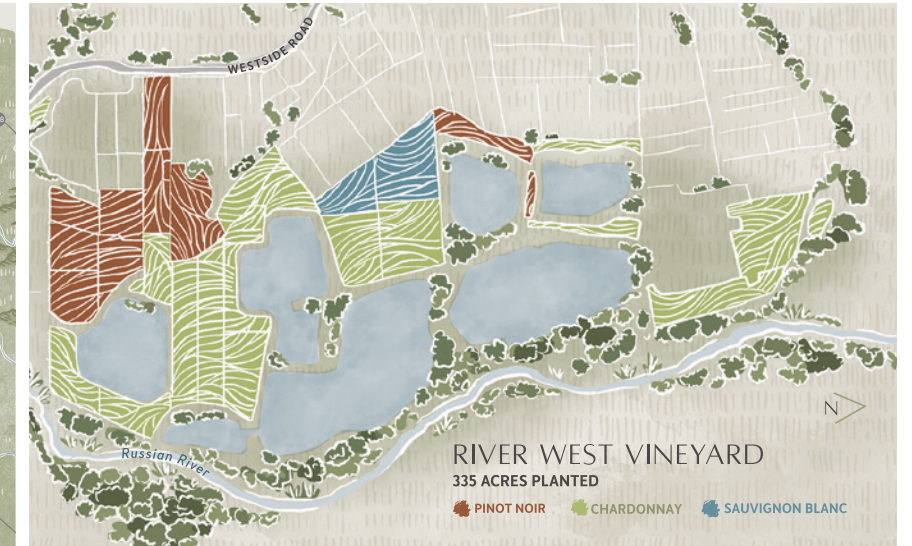 WESTSIDE ROAD
Russian River
N
RIVER WEST VINEYARD
335 ACRES PLANTED
PINOT NOIR CHARDONNAY SAUVIGNON BLANC